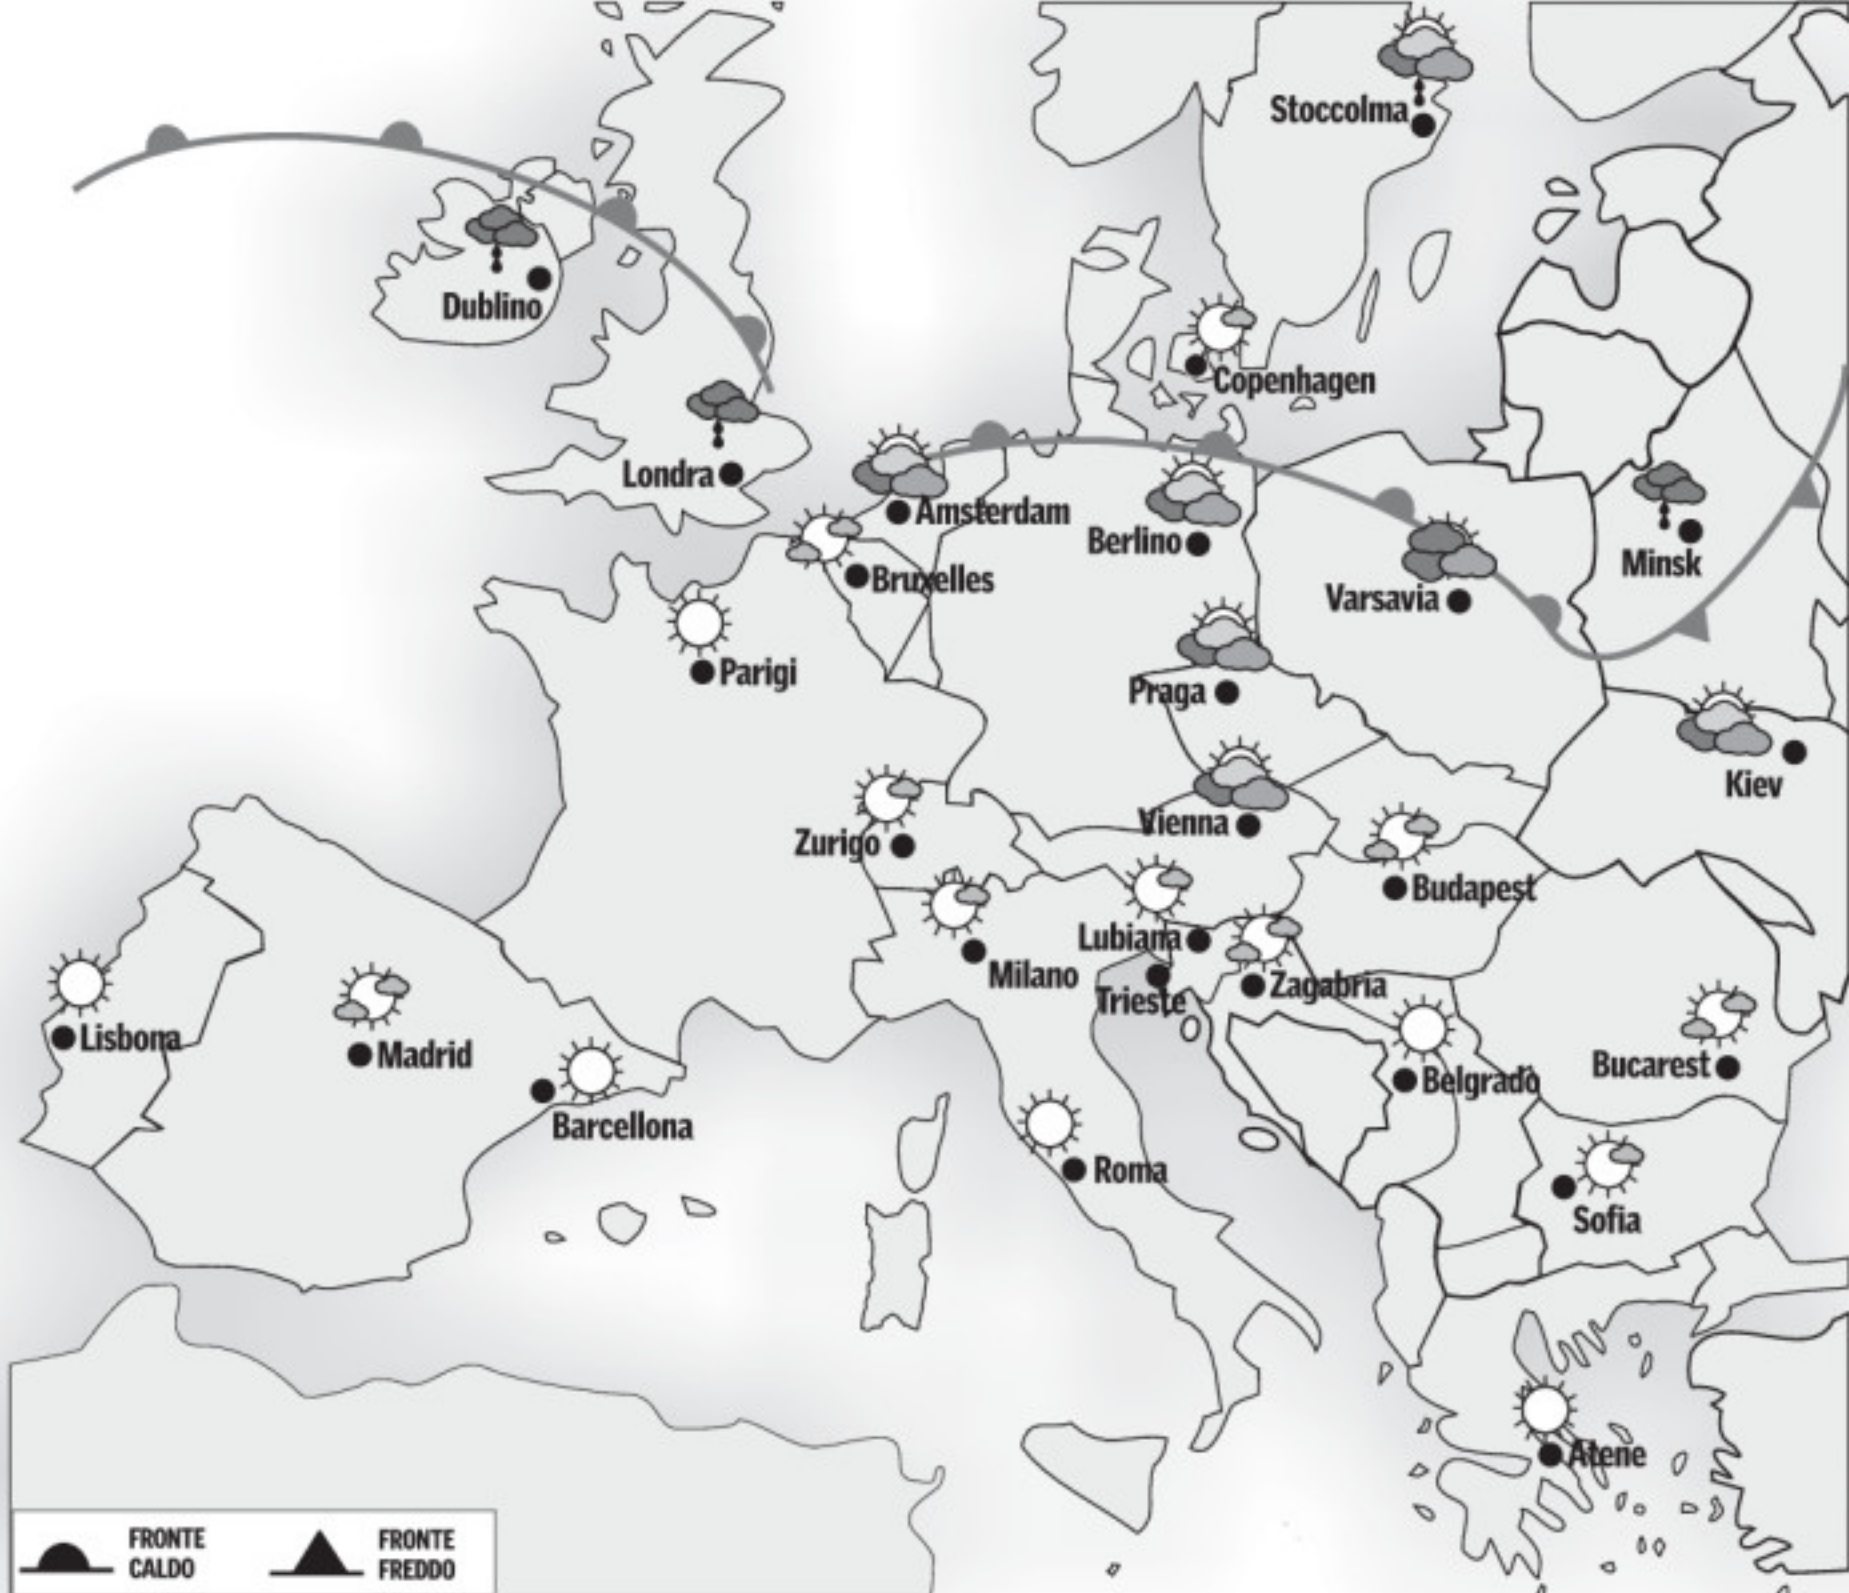 Stoccolma
Dublino
Copenhagen
Londra
Amsterdam
Berlino
Minsk
Bruxelles
Varsavia
Parigi
Praga
Kiev
Vienna
Zurigo
Budapest
Lubiana
Milano
Zagabria
Trieste
Lisbona
Madrid
Bucarest
Belgrado
Barcellona
Roma
Sofia
Atene
FRONTE
CALDO
FRONTE
FREDDO